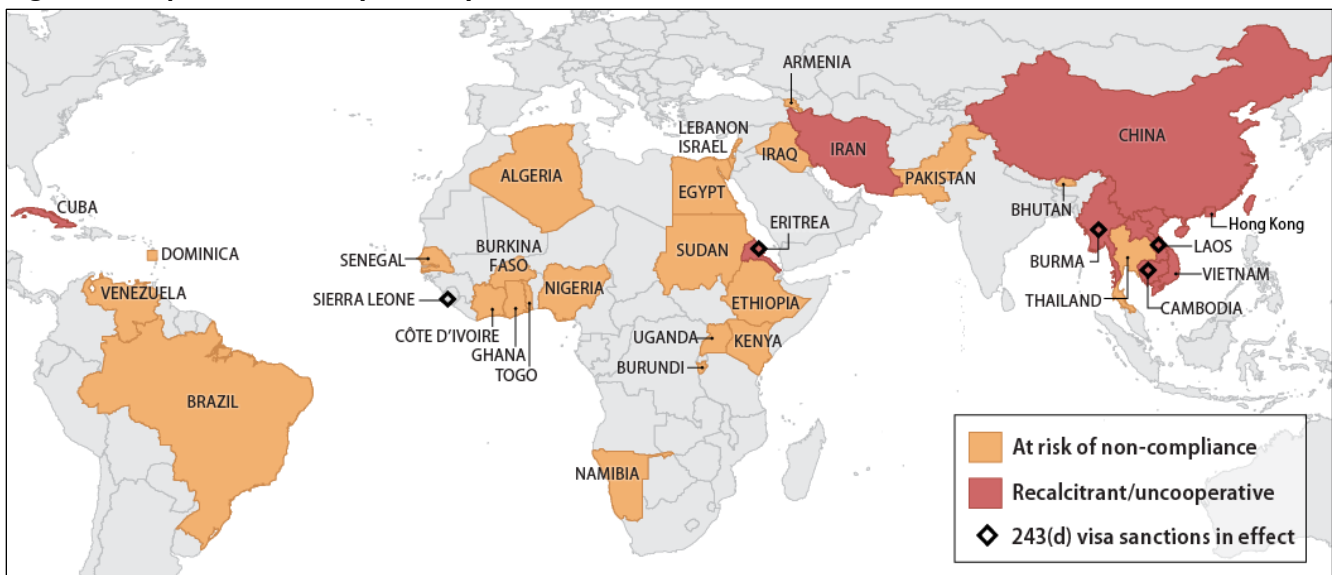 ARMENIA
LEBANON
ISRAEL
IRAQ
IRAN
CHINA
ALGERIA
EGYPT
PAKISTAN
CUBA
BHUTAN
Hong Kong
DOMINICA
SENEGAL
BURKINA
FASO
SUDAN
ERITREA
BURMA
LAOS
VENEZUELA
SIERRA LEONE
NIGERIA
ETHIOPIA
THAILAND
VIETNAM
CAMBODIA
CÔTE D'IVOIRE
GHANA
TOGO
UGANDA
KENYA
BURUNDI
BRAZIL
NAMIBIA
At risk of non-compliance
Recalcitrant/uncooperative
243(d) visa sanctions in effect